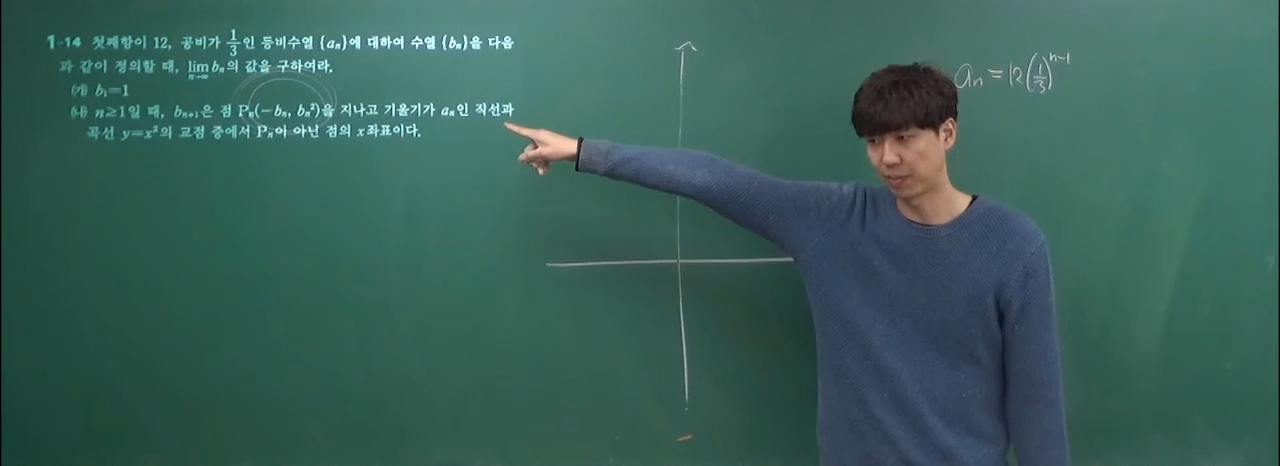 1-14 첫째항이 12, 공비가 1/3인 등비수열 {aₙ}에 대하여 수열 {bₙ}을 다음
과 같이 정의할 때, lim n→∞ bₙ의 값을 구하여라.
㈎ b₁=1
㈏ n≥1일 때, bₙ₊₁은 점 Pₙ(-bₙ, bₙ²)을 지나고 기울기가 aₙ인 직선과
곡선 y=x²의 교점 중에서 Pₙ이 아닌 점의 x좌표이다.
aₙ = 12(1/3)ⁿ⁻¹